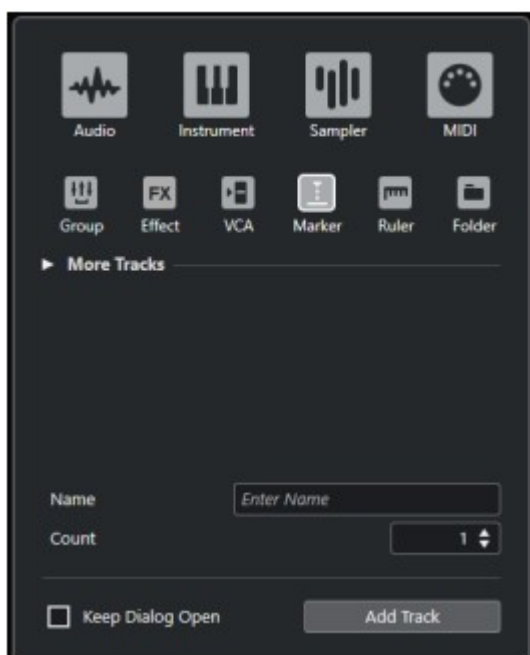 Audio Instrument Sampler MIDI
FX
Group Effect VCA Marker Ruler Folder
More Tracks
Name Enter Name
Count 1
Keep Dialog Open Add Track